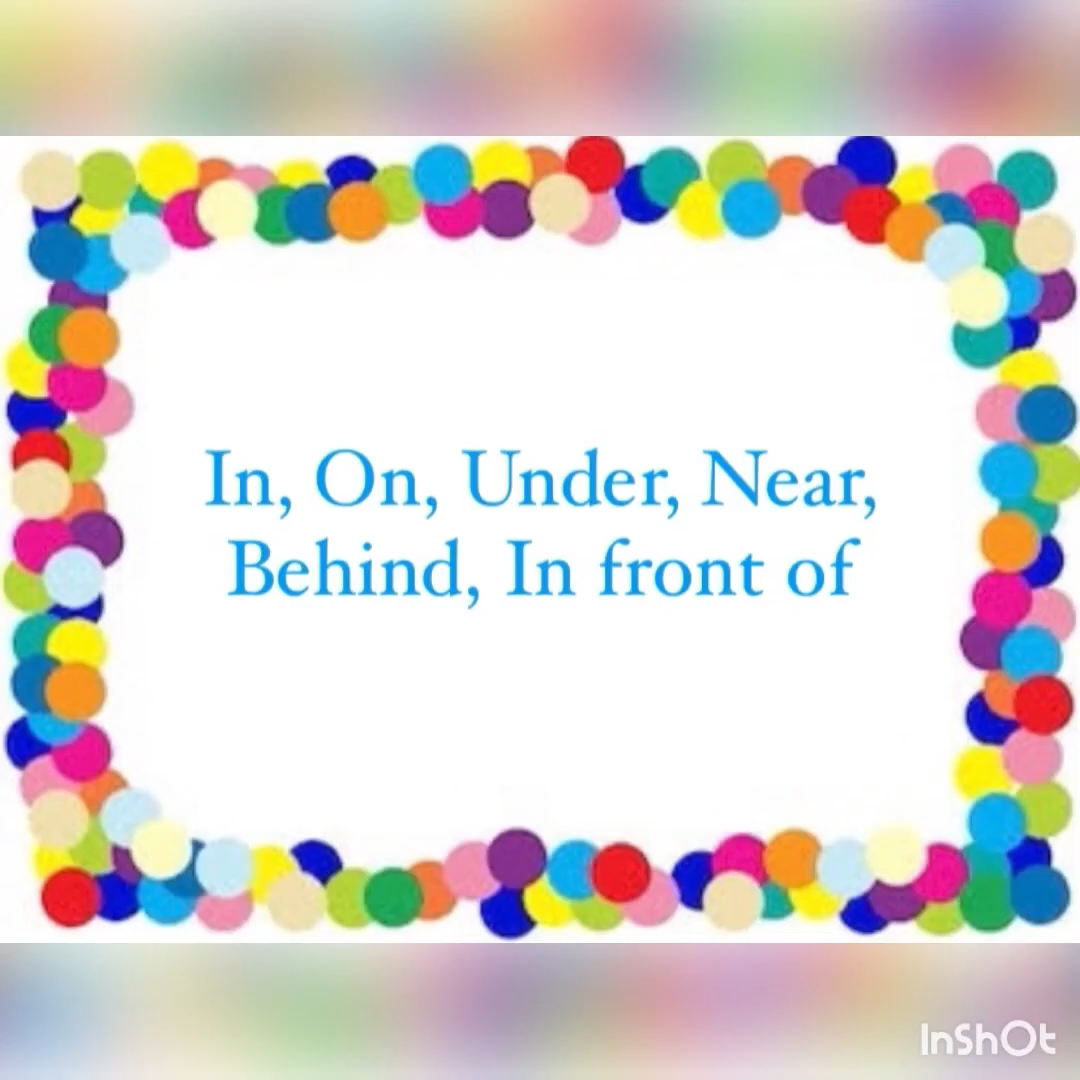 In, On, Under, Near,
Behind, In front of
InShOt